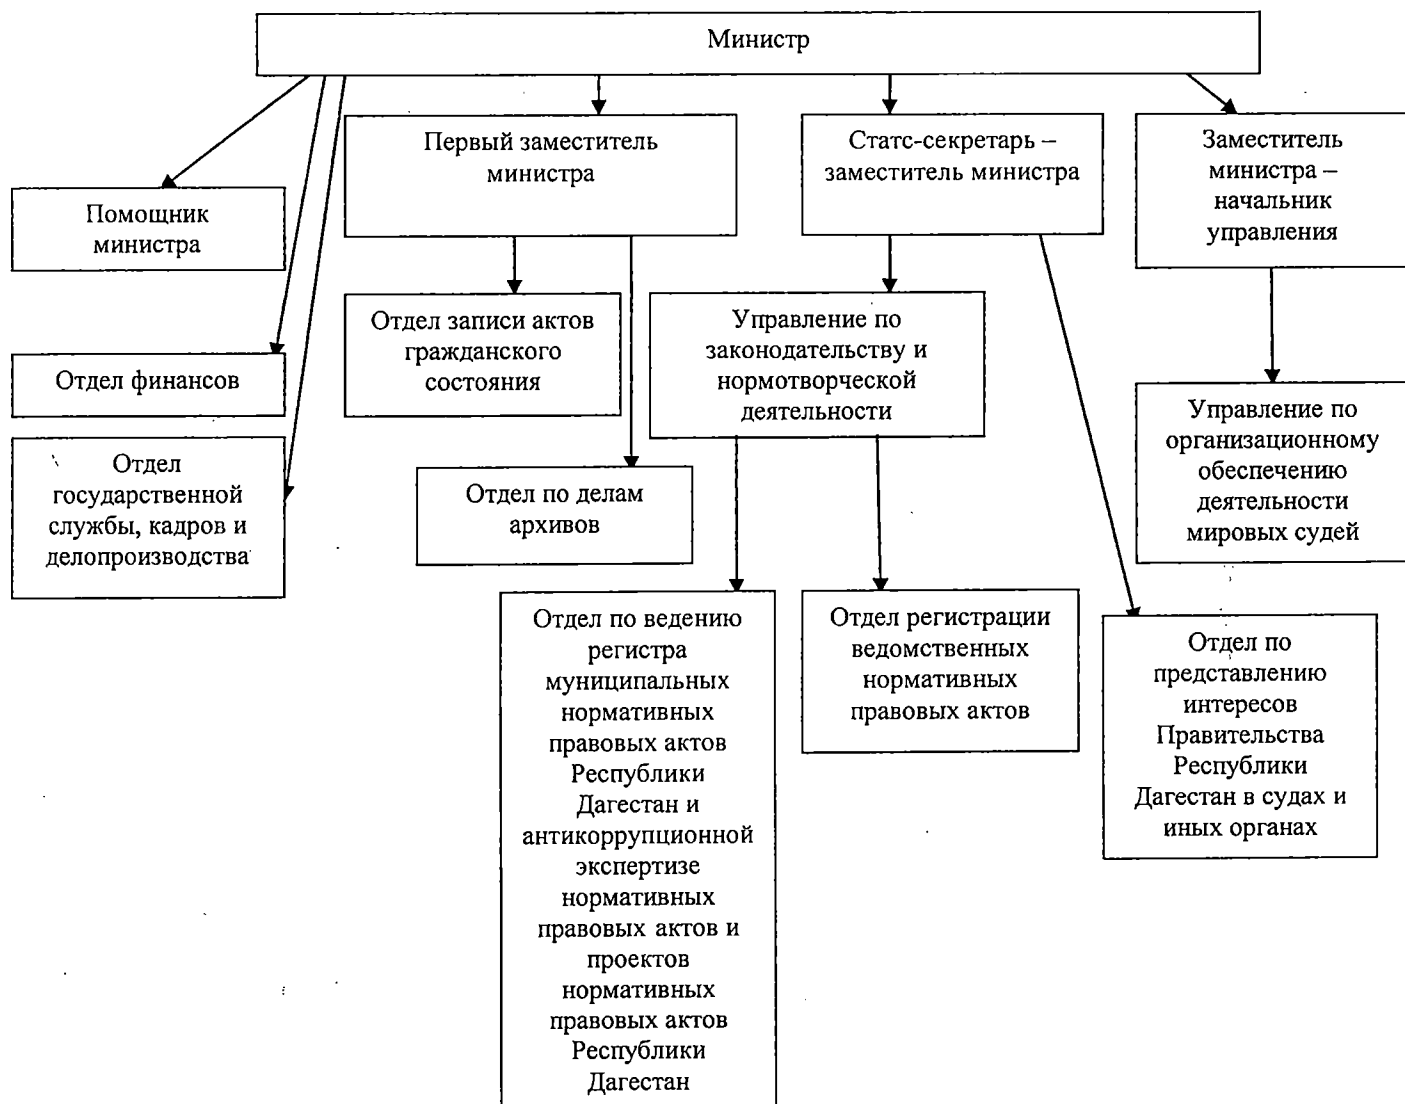 Министр
Первый заместитель
министра
Статс-секретарь –
заместитель министра
Заместитель
министра –
начальник
управления
Помощник
министра
Отдел записи актов
гражданского
состояния
Управление по
законодательству и
нормотворческой
деятельности
Отдел финансов
Управление по
организационному
обеспечению
деятельности
мировых судей
Отдел
государственной
службы, кадров и
делопроизводства
Отдел по делам
архивов
Отдел по ведению
регистра
муниципальных
нормативных
правовых актов
Республики
Дагестан и
антикоррупционной
экспертизе
нормативных
правовых актов и
проектов
нормативных
правовых актов
Республики
Дагестан
Отдел регистрации
ведомственных
нормативных
правовых актов
Отдел по
представлению
интересов
Правительства
Республики
Дагестан в судах и
иных органах